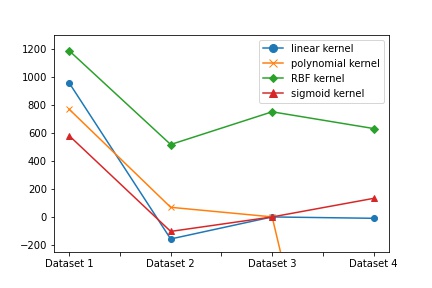 1200
1000
800
600
400
200
0
−200
linear kernel
polynomial kernel
RBF kernel
sigmoid kernel
Dataset 1 Dataset 2 Dataset 3 Dataset 4